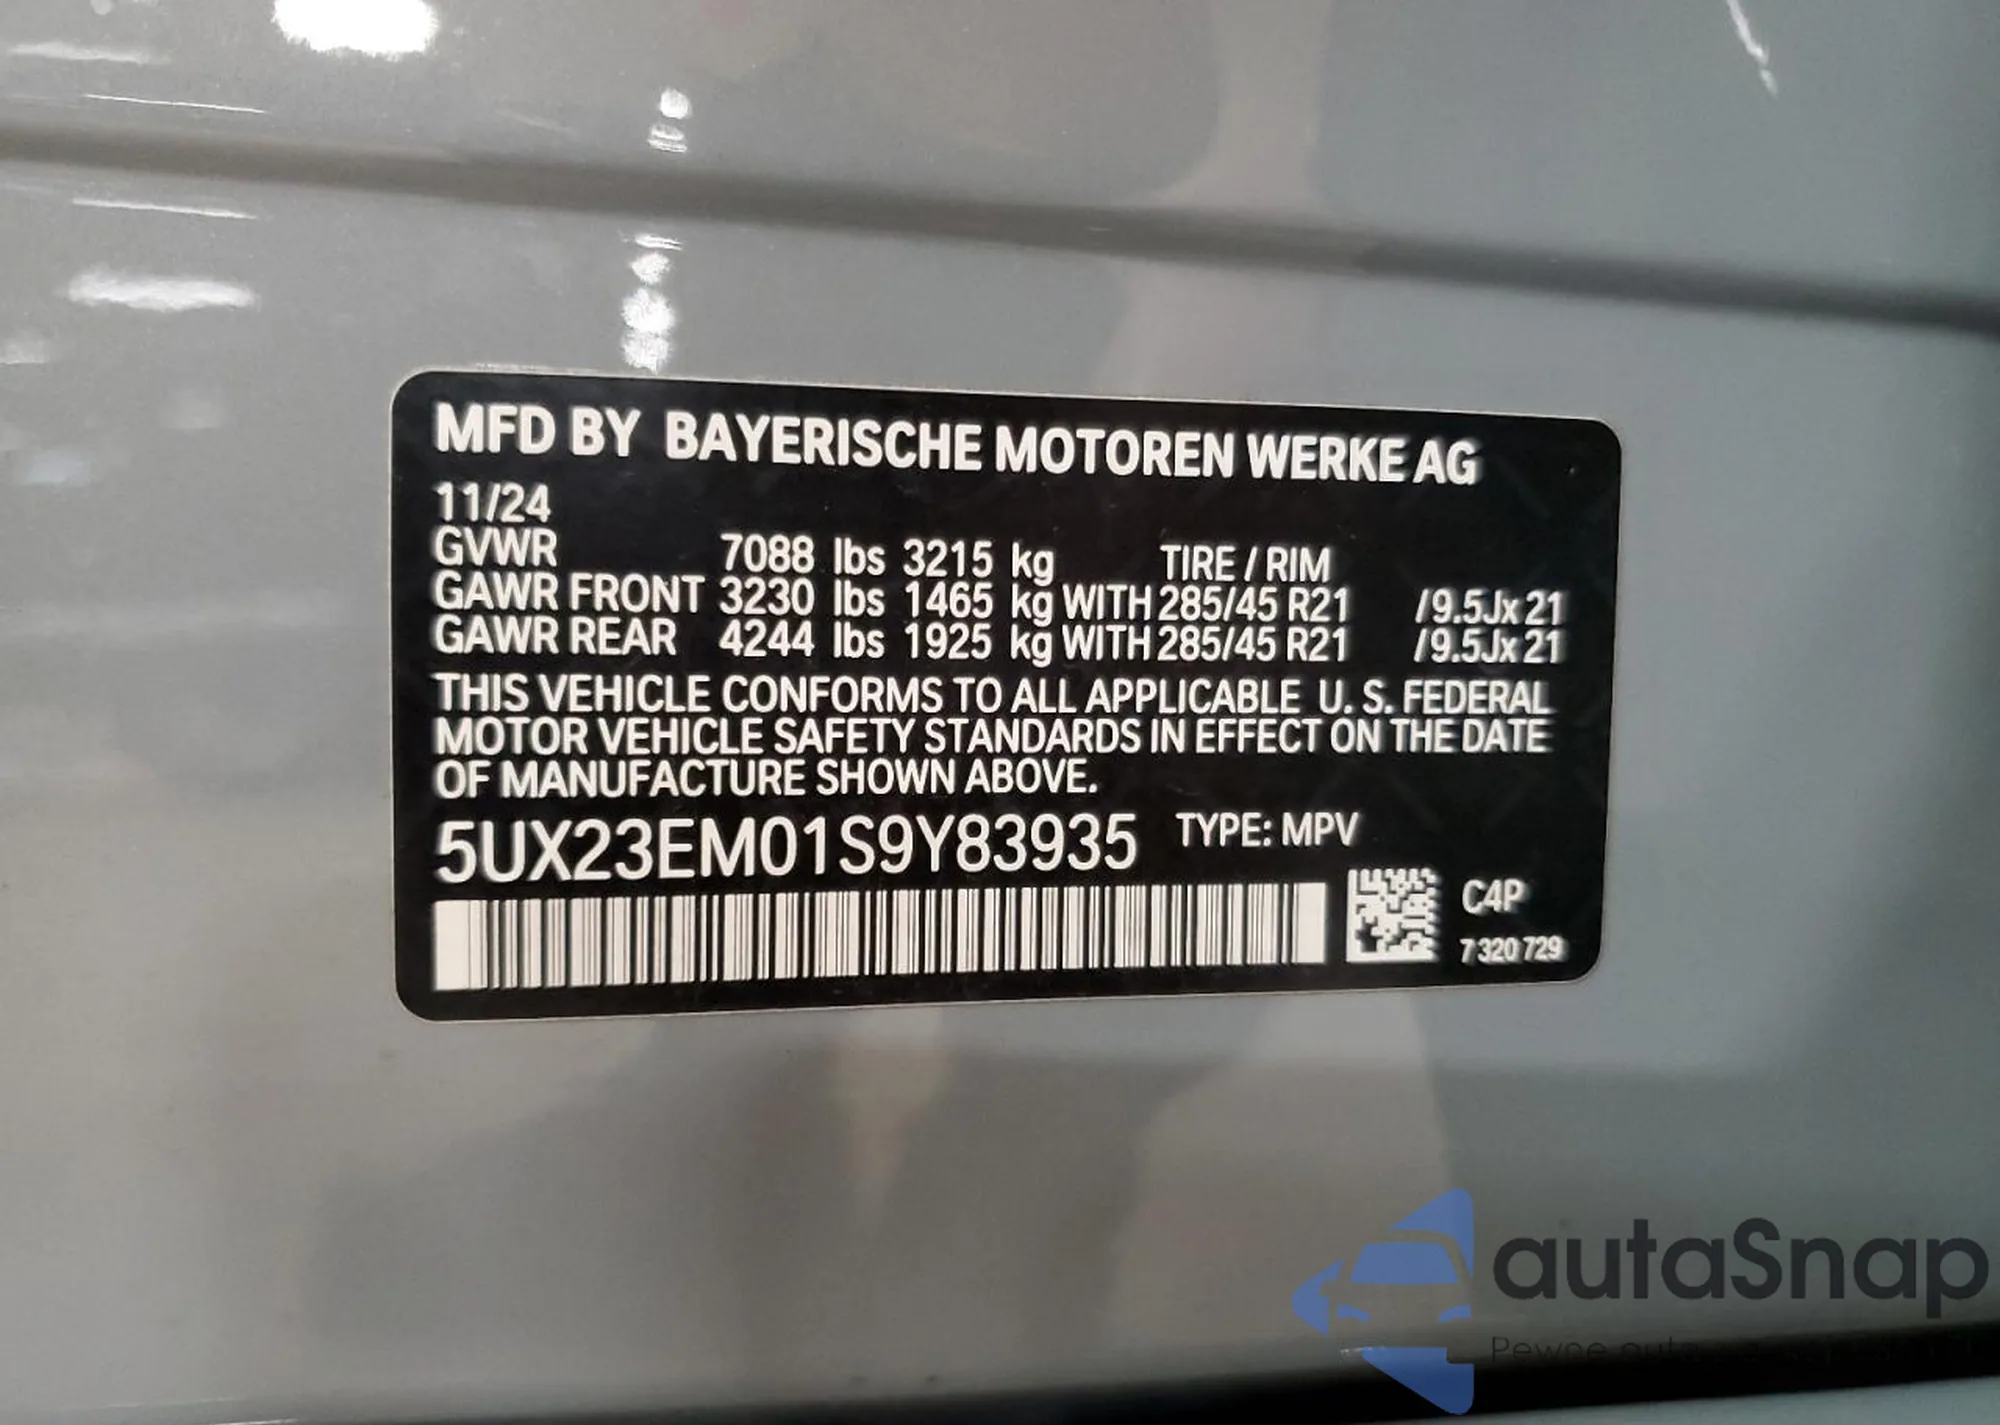 MFD BY BAYERISCHE MOTOREN WERKE AG
11/24
GVWR 7088 lbs 3215 kg TIRE / RIM
GAWR FRONT 3230 lbs 1465 kg WITH 285/45 R21 /9.5Jx21
GAWR REAR 4244 lbs 1925 kg WITH 285/45 R21 /9.5Jx21
THIS VEHICLE CONFORMS TO ALL APPLICABLE U. S. FEDERAL
MOTOR VEHICLE SAFETY STANDARDS IN EFFECT ON THE DATE
OF MANUFACTURE SHOWN ABOVE.
5UX23EM01S9Y83935 TYPE: MPV
C4P
7 320 729
autaSnap
Pewne auta